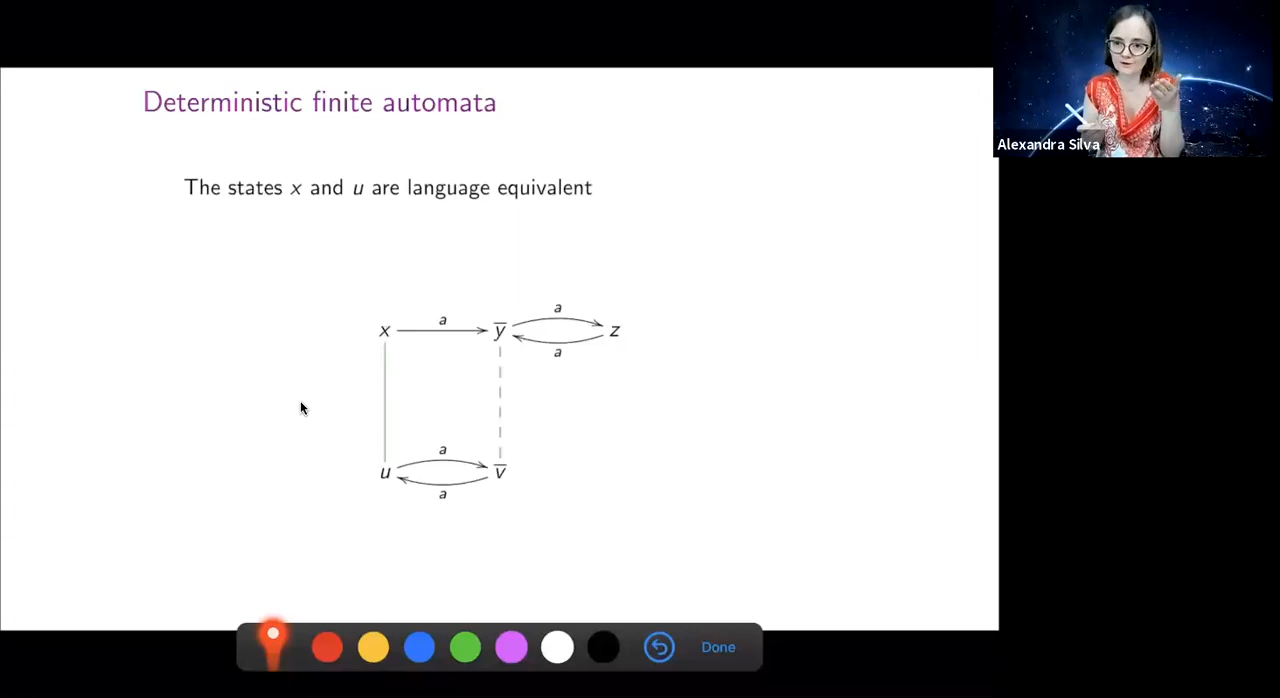 Deterministic finite automata
Alexandra Silva
The states x and u are language equivalent
a
x
a
y̅
z
a
a
u
v̅
a
Done